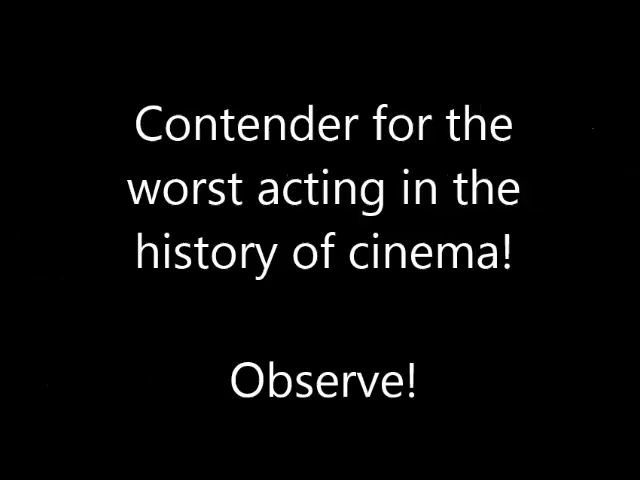 Contender for the
worst acting in the
history of cinema!
Observe!